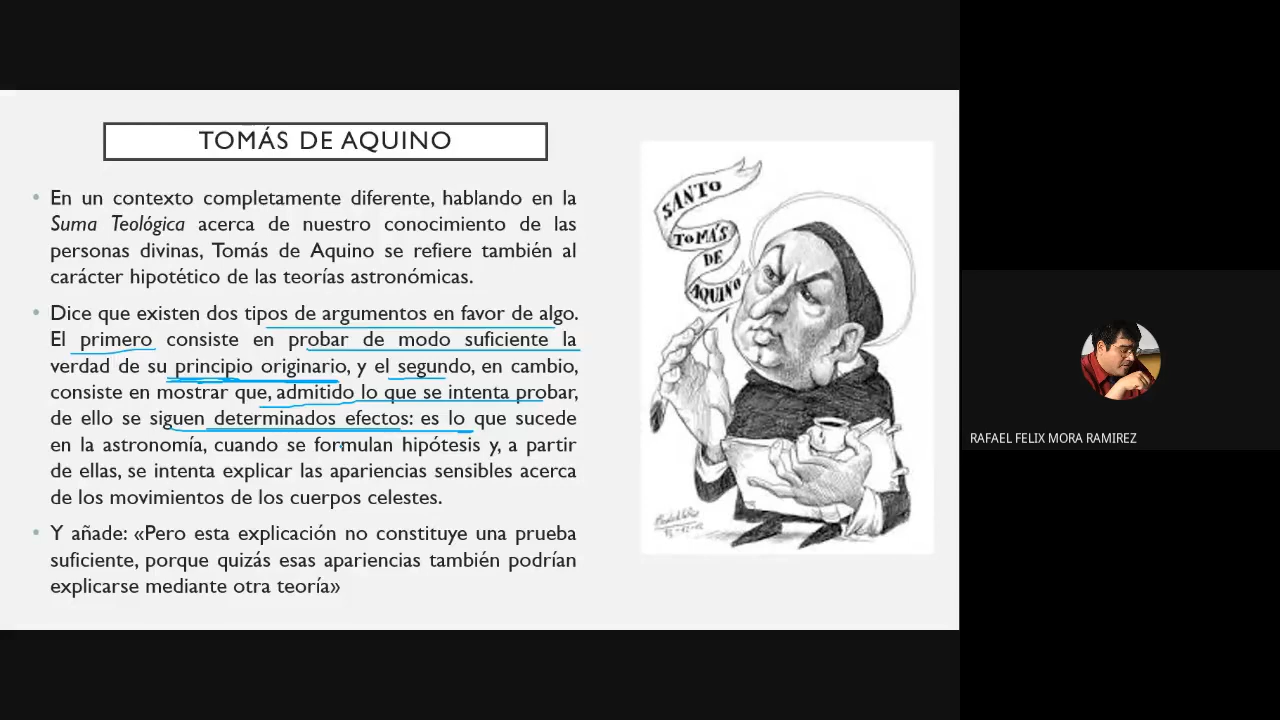 TOMÁS DE AQUINO
• En un contexto completamente diferente, hablando en la
Suma Teológica acerca de nuestro conocimiento de las
personas divinas, Tomás de Aquino se refiere también al
carácter hipotético de las teorías astronómicas.
• Dice que existen dos tipos de argumentos en favor de algo.
El primero consiste en probar de modo suficiente la
verdad de su principio originario, y el segundo, en cambio,
consiste en mostrar que, admitido lo que se intenta probar,
de ello se siguen determinados efectos: es lo que sucede
en la astronomía, cuando se formulan hipótesis y, a partir
de ellas, se intenta explicar las apariencias sensibles acerca
de los movimientos de los cuerpos celestes.
• Y añade: «Pero esta explicación no constituye una prueba
suficiente, porque quizás esas apariencias también podrían
explicarse mediante otra teoría»
SANTO
TOMÁS
DE
AQUINO
RAFAEL FELIX MORA RAMIREZ